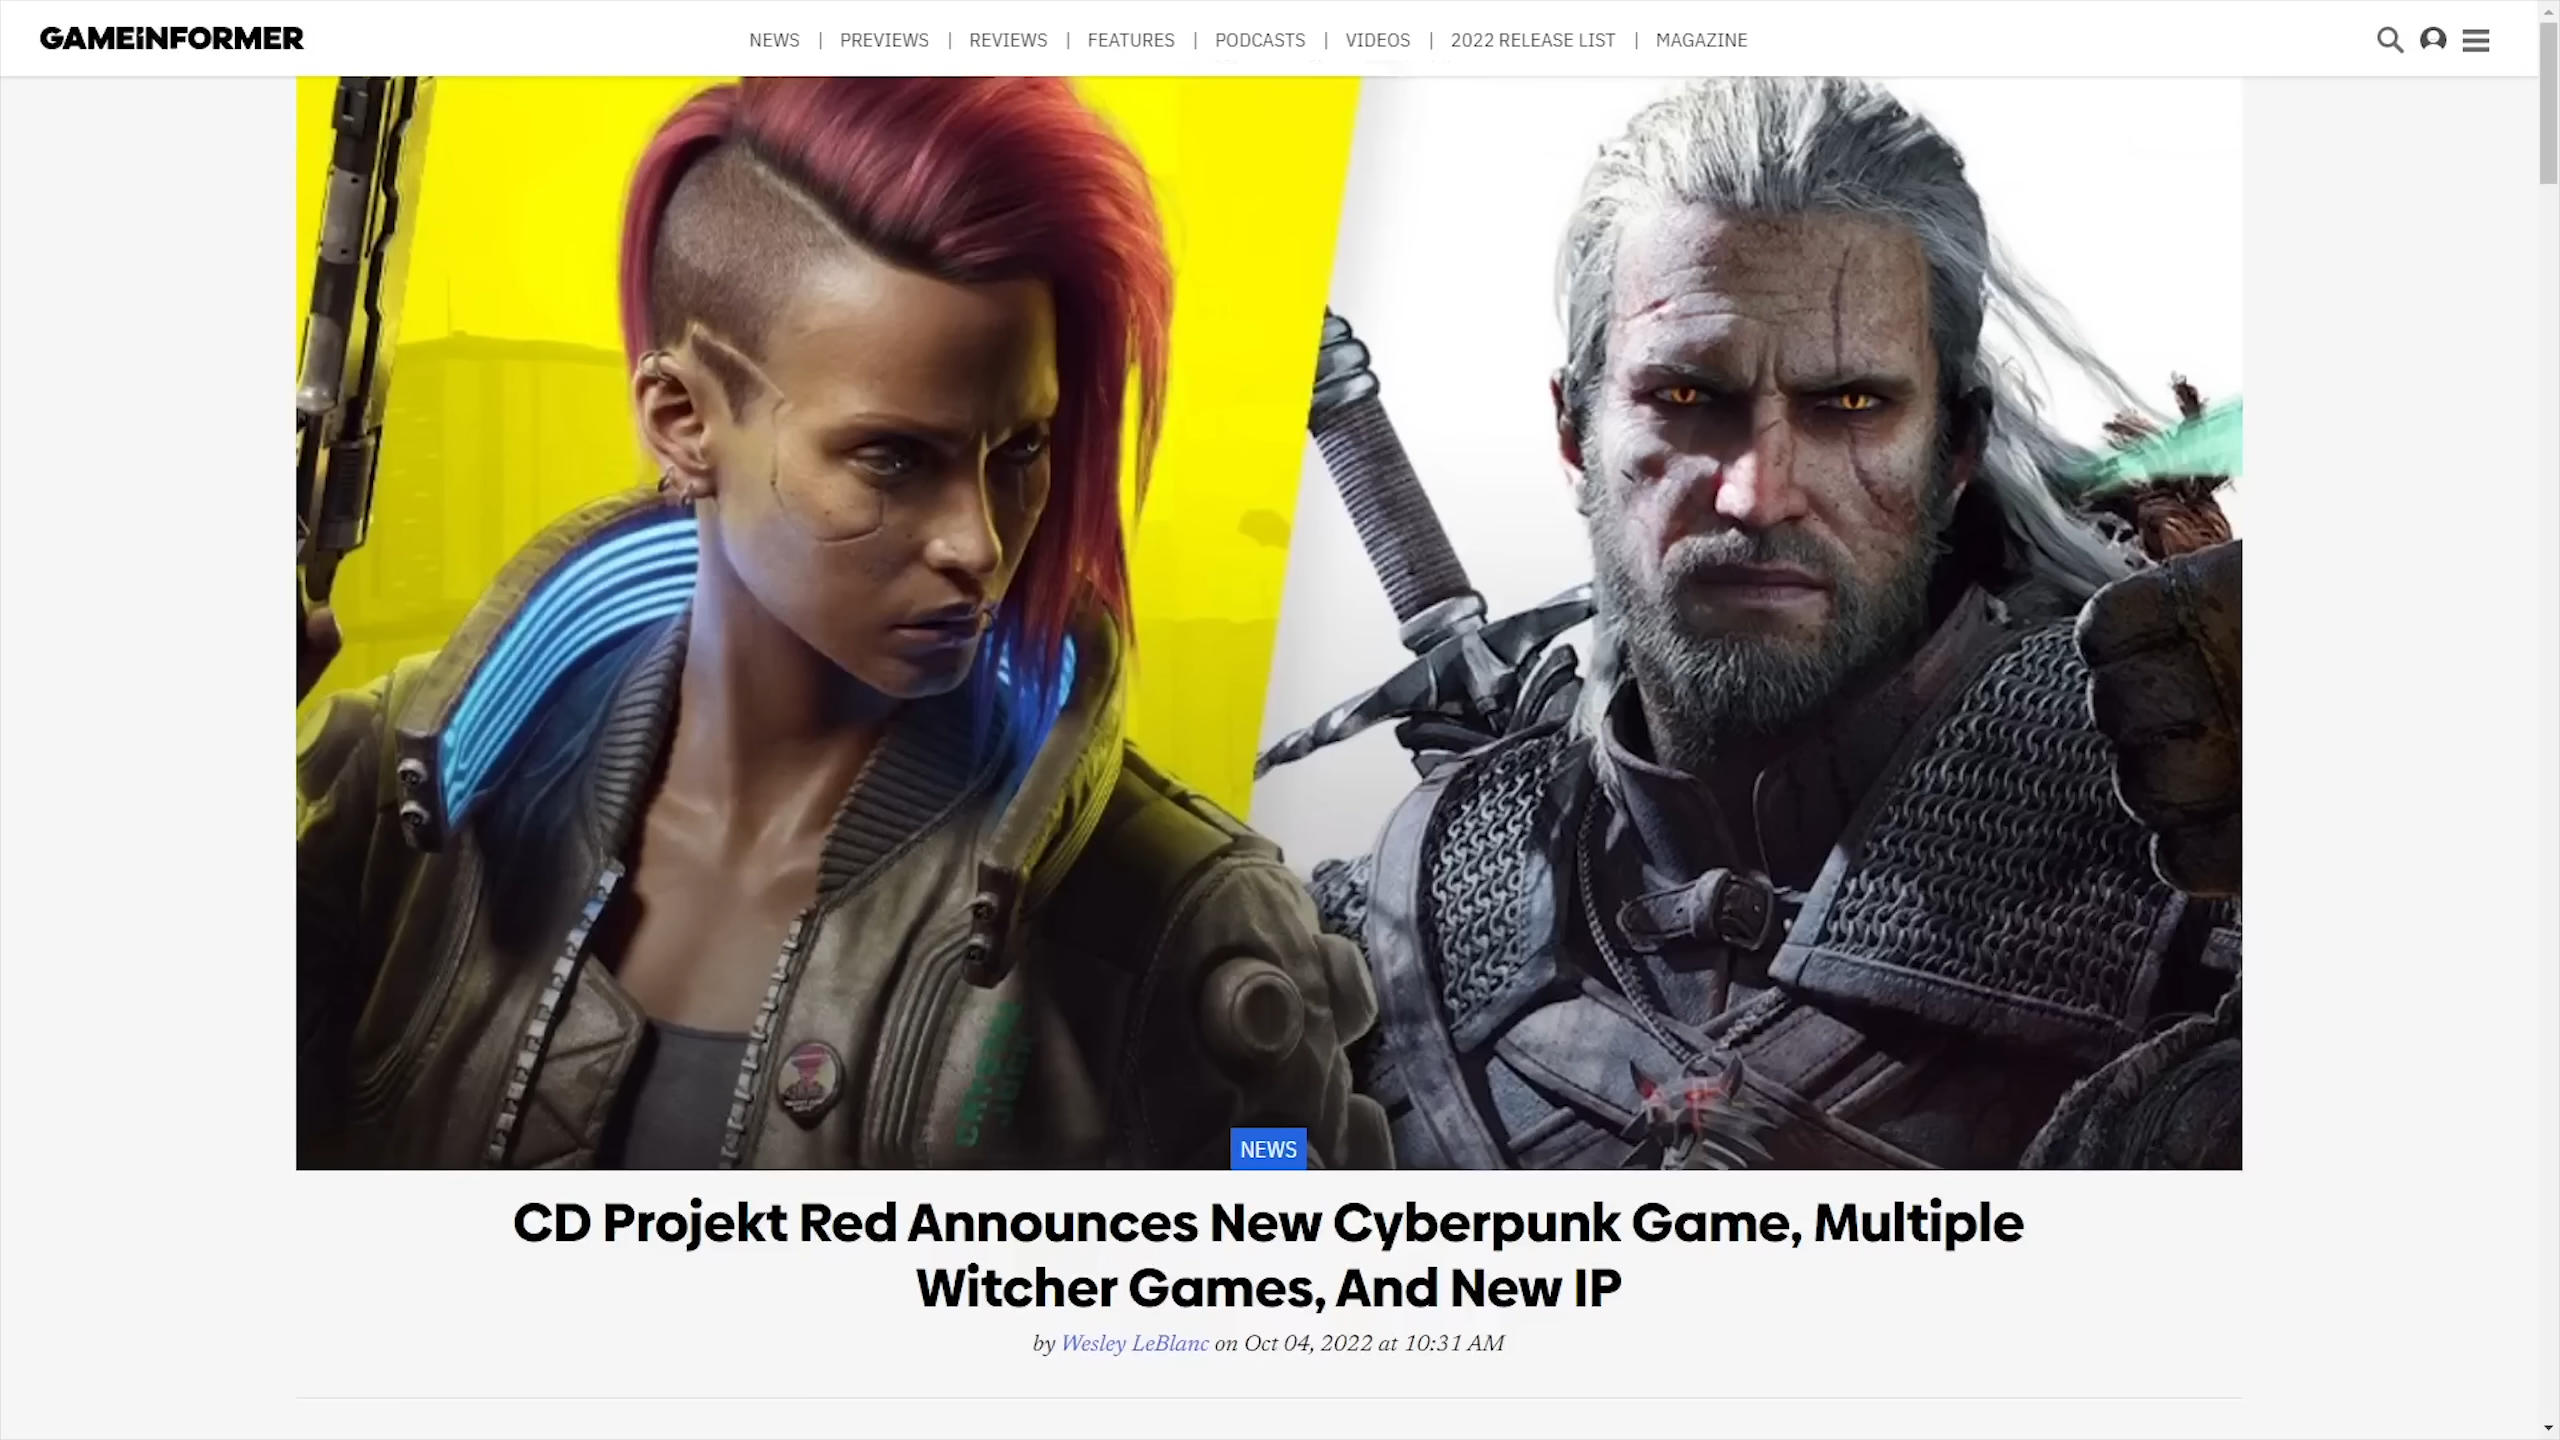 GAMEiNFORMER
NEWS | PREVIEWS | REVIEWS | FEATURES | PODCASTS | VIDEOS | 2022 RELEASE LIST | MAGAZINE
NEWS
CD Projekt Red Announces New Cyberpunk Game, Multiple
Witcher Games, And New IP
by Wesley LeBlanc on Oct 04, 2022 at 10:31 AM